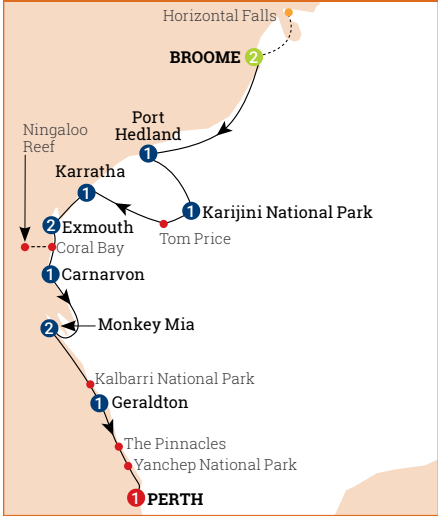 Horizontal Falls
BROOME 2
Port
Hedland
1
Ningaloo
Reef
Karratha
1
1 Karijini National Park
2 Exmouth
Tom Price
Coral Bay
1 Carnarvon
2 Monkey Mia
Kalbarri National Park
1 Geraldton
The Pinnacles
Yanchep National Park
1 PERTH